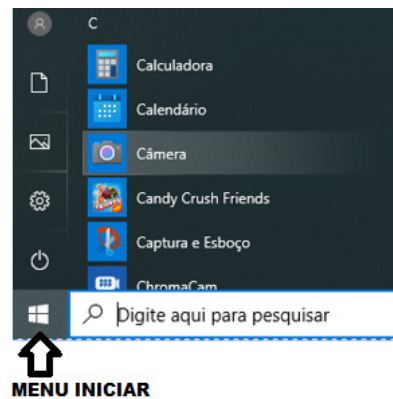 C
Calculadora
Calendário
Câmera
Candy Crush Friends
Captura e Esboço
ChromaCam
Digite aqui para pesquisar
MENU INICIAR